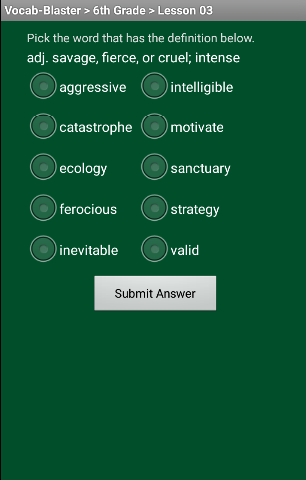 Vocab-Blaster > 6th Grade > Lesson 03
Pick the word that has the definition below.
adj. savage, fierce, or cruel; intense
aggressive intelligible
catastrophe motivate
ecology sanctuary
ferocious strategy
inevitable valid
Submit Answer